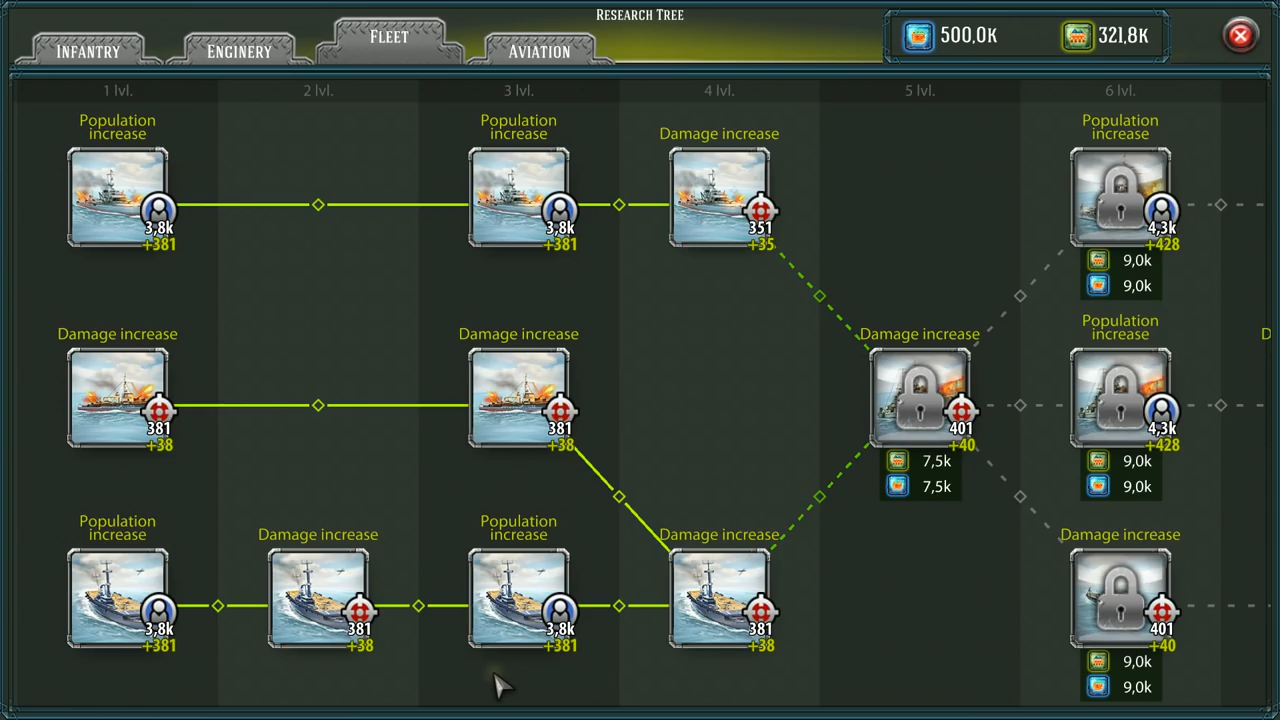 RESEARCH TREE
INFANTRY
ENGINERY
FLEET
AVIATION
500,0K
321,8K
1 lvl.
2 lvl.
3 lvl.
4 lvl.
5 lvl.
6 lvl.
Population
increase
3,8k
+381
Population
increase
3,8k
+381
Damage increase
351
+35
Population
increase
4,3k
+428
9,0k
9,0k
Damage increase
381
+38
Damage increase
381
+38
Damage increase
401
+40
7,5k
7,5k
Population
increase
4,3k
+428
9,0k
9,0k
D
Population
increase
3,8k
+381
Damage increase
381
+38
Population
increase
3,8k
+381
Damage increase
381
+38
Damage increase
401
+40
9,0k
9,0k